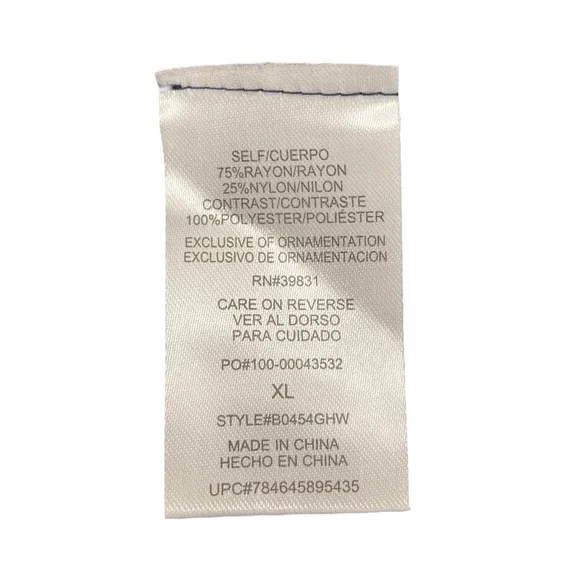 SELF/CUERPO
75%RAYON/RAYON
25%NYLON/NILON
CONTRAST/CONTRASTE
100%POLYESTER/POLIÉSTER
EXCLUSIVE OF ORNAMENTATION
EXCLUSIVO DE ORNAMENTACION
RN#39831
CARE ON REVERSE
VER AL DORSO
PARA CUIDADO
PO#100-00043532
XL
STYLE#B0454GHW
MADE IN CHINA
HECHO EN CHINA
UPC#784645895435